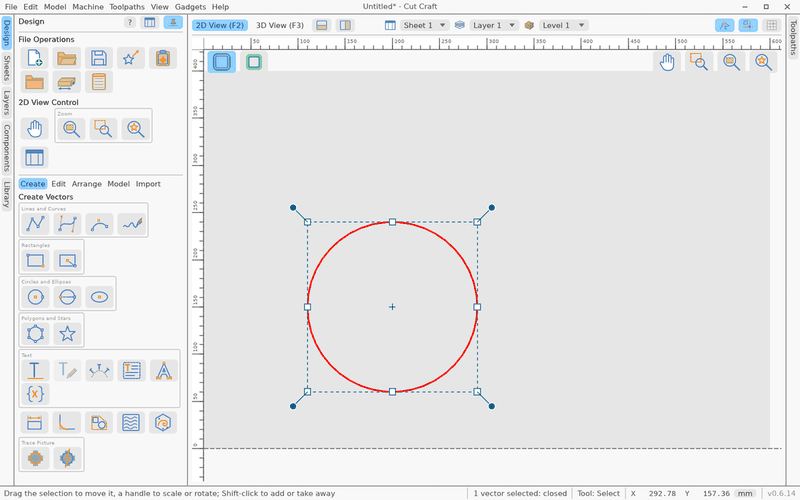 Untitled* - Cut Craft
File Edit Model Machine Toolpaths View Gadgets Help
Design
Sheets
Layers
Components
Library
Design ?
File Operations
2D View Control
Zoom
Create Edit Arrange Model Import
Create Vectors
Lines and Curves
Rectangles
Circles and Ellipses
Polygons and Stars
Text
Trace Picture
2D View (F2) 3D View (F3) Sheet 1 Layer 1 Level 1
50 100 150 200 250 300 350 400 450 500 550 600
400
350
300
250
200
150
100
50
0
Toolpaths
Drag the selection to move it, a handle to scale or rotate; Shift-click to add or take away
1 vector selected: closed Tool: Select X 292.78 Y 157.36 mm v0.6.14